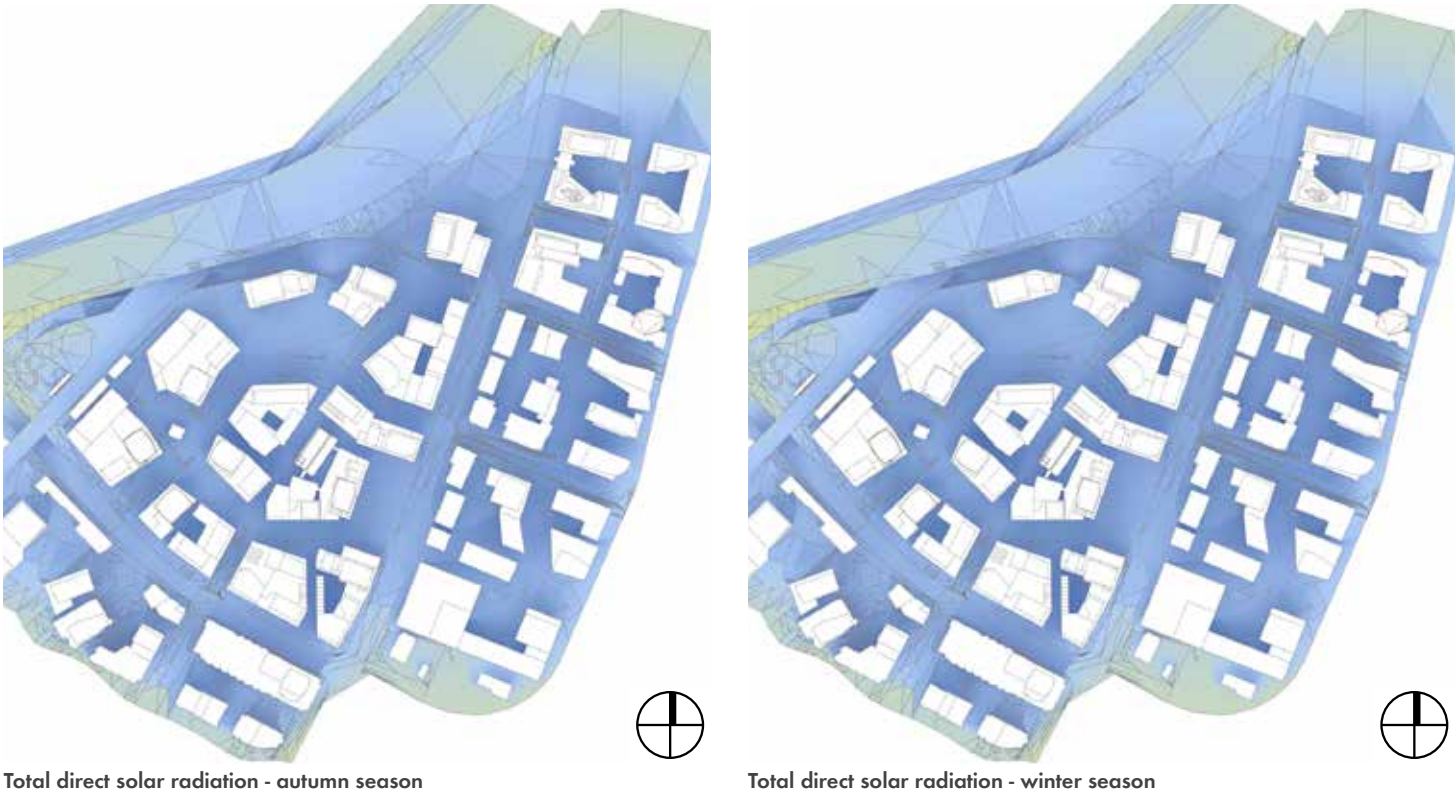 Total direct solar radiation - autumn season
Total direct solar radiation - winter season